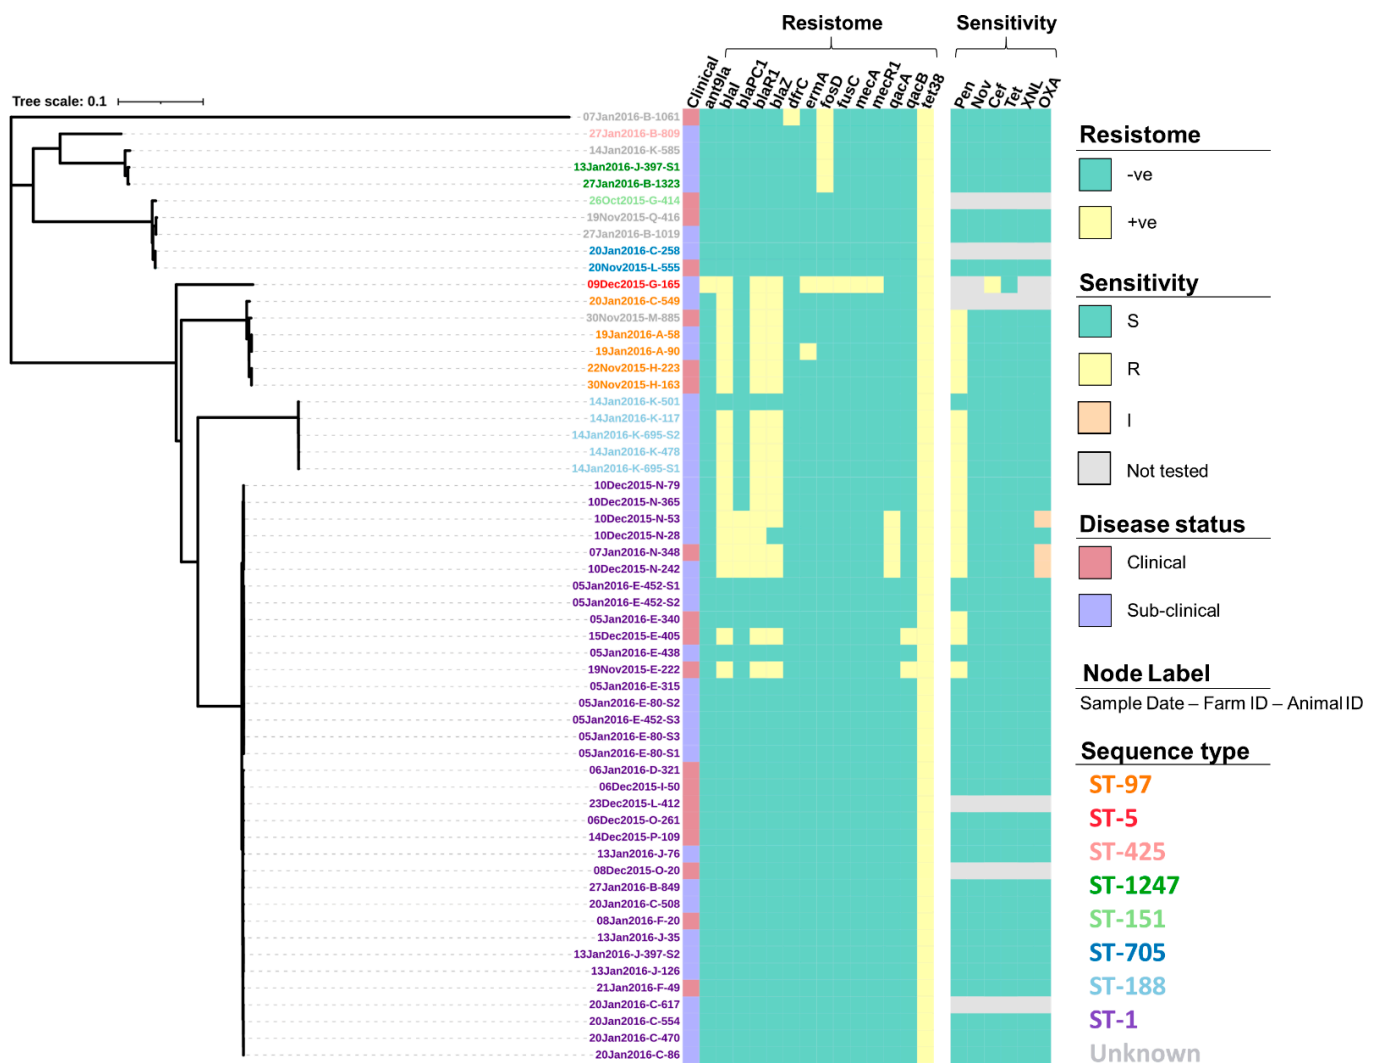 Resistome Sensitivity
Clinical ant9Ia blaI blaPC1 blaR1 blaZ dfrC ermA fosD fusC mecA mecR1 qacA qacB tet38 Pen Nov Cef Tet XNL OXA
Tree scale: 0.1
07Jan2016-B-1061
27Jan2016-B-809
14Jan2016-K-585
13Jan2016-J-397-S1
27Jan2016-B-1323
26Oct2015-G-414
19Nov2015-Q-416
27Jan2016-B-1019
20Jan2016-C-258
20Nov2015-L-555
09Dec2015-G-165
20Jan2016-C-549
30Nov2015-M-885
19Jan2016-A-58
19Jan2016-A-90
22Nov2015-H-223
30Nov2015-H-163
14Jan2016-K-501
14Jan2016-K-117
14Jan2016-K-695-S2
14Jan2016-K-478
14Jan2016-K-695-S1
10Dec2015-N-79
10Dec2015-N-365
10Dec2015-N-53
10Dec2015-N-28
07Jan2016-N-348
10Dec2015-N-242
05Jan2016-E-452-S1
05Jan2016-E-452-S2
05Jan2016-E-340
15Dec2015-E-405
05Jan2016-E-438
19Nov2015-E-222
05Jan2016-E-315
05Jan2016-E-80-S2
05Jan2016-E-452-S3
05Jan2016-E-80-S3
05Jan2016-E-80-S1
06Jan2016-D-321
06Dec2015-I-50
23Dec2015-L-412
06Dec2015-O-261
14Dec2015-P-109
13Jan2016-J-76
08Dec2015-O-20
27Jan2016-B-849
20Jan2016-C-508
08Jan2016-F-20
13Jan2016-J-35
13Jan2016-J-397-S2
13Jan2016-J-126
21Jan2016-F-49
20Jan2016-C-617
20Jan2016-C-554
20Jan2016-C-470
20Jan2016-C-86
Resistome
-ve
+ve
Sensitivity
S
R
I
Not tested
Disease status
Clinical
Sub-clinical
Node Label
Sample Date – Farm ID – Animal ID
Sequence type
ST-97
ST-5
ST-425
ST-1247
ST-151
ST-705
ST-188
ST-1
Unknown